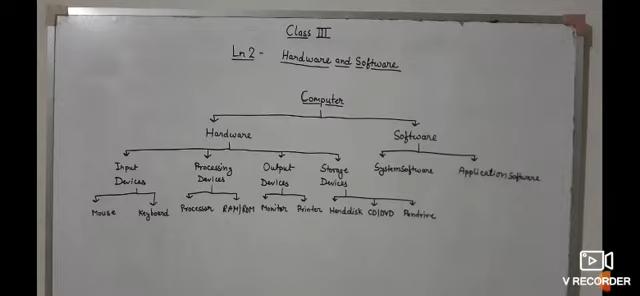 Class III
Ln 2 - Hardware and Software
Computer
Hardware Software
Input Devices Processing Devices Output Devices Storage Devices System Software Application Software
Mouse Keyboard Processor RAM/ROM Monitor Printer Harddisk CD/DVD Pendrive
V RECORDER